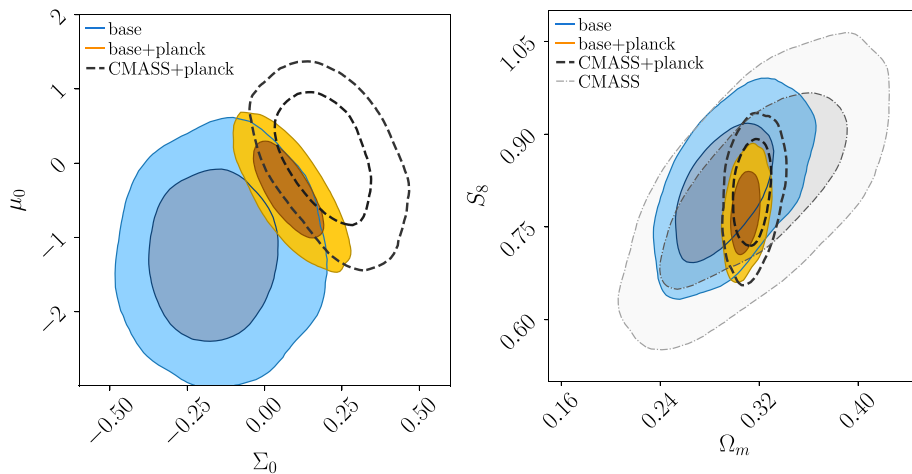 base
base+planck
CMASS+planck
2
1
0
−1
−2
μ0
−0.50
−0.25
0.00
0.25
0.50
Σ0
base
base+planck
CMASS+planck
CMASS
1.05
0.90
0.75
0.60
S8
0.16
0.24
0.32
0.40
Ωm